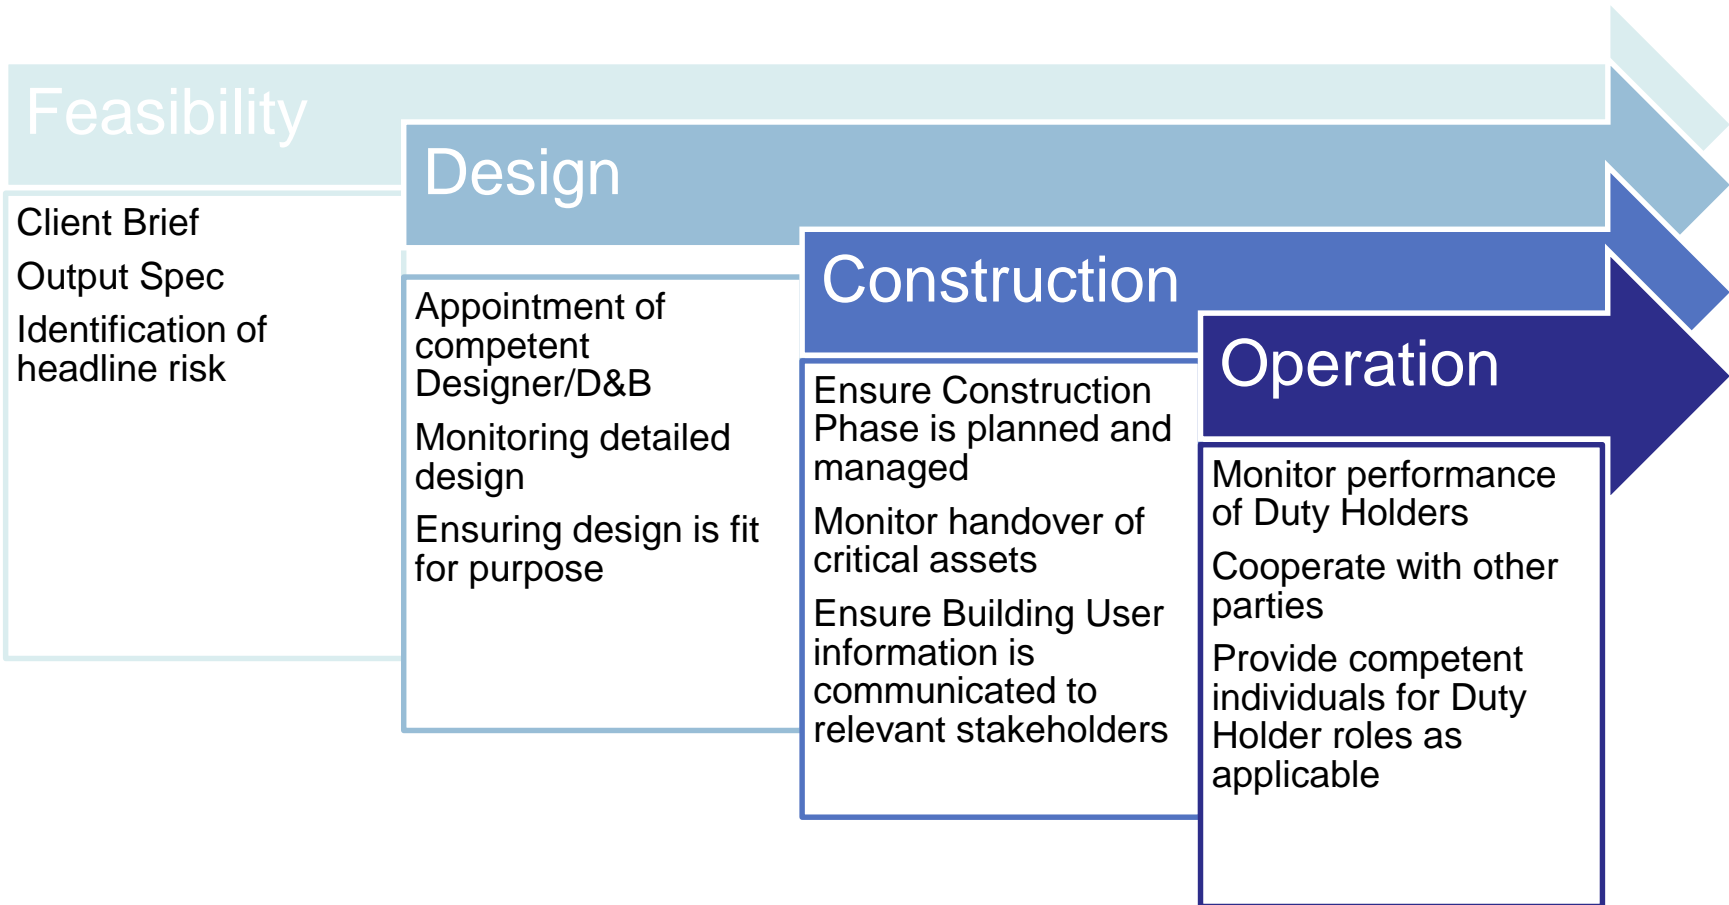 Feasibility
Client Brief
Output Spec
Identification of
headline risk
Design
Appointment of
competent
Designer/D&B
Monitoring detailed
design
Ensuring design is fit
for purpose
Construction
Ensure Construction
Phase is planned and
managed
Monitor handover of
critical assets
Ensure Building User
information is
communicated to
relevant stakeholders
Operation
Monitor performance
of Duty Holders
Cooperate with other
parties
Provide competent
individuals for Duty
Holder roles as
applicable